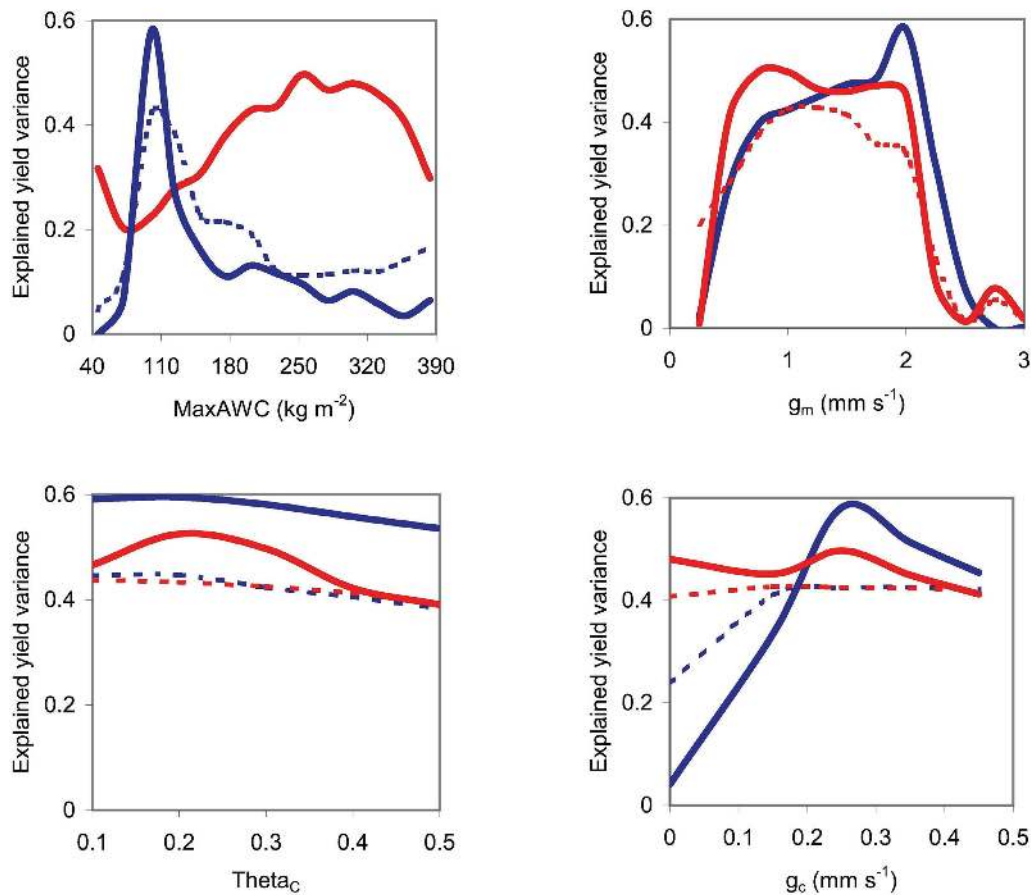 Explained yield variance
0.6
0.4
0.2
0
40 110 180 250 320 390
MaxAWC (kg m-2)
Explained yield variance
0.6
0.4
0.2
0
0 1 2 3
gm (mm s-1)
Explained yield variance
0.6
0.4
0.2
0
0.1 0.2 0.3 0.4 0.5
ThetaC
Explained yield variance
0.6
0.4
0.2
0
0 0.1 0.2 0.3 0.4 0.5
gc (mm s-1)